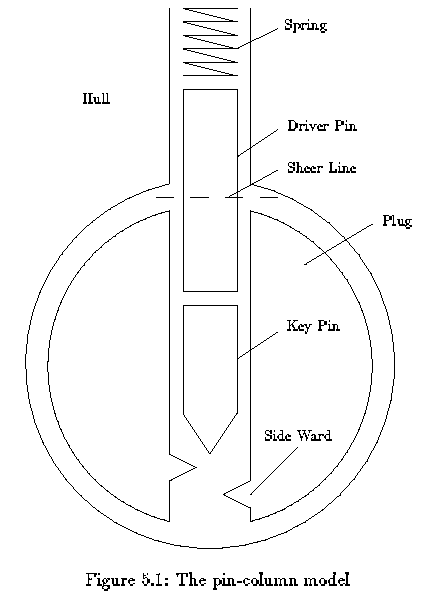 Spring
Hull
Driver Pin
Sheer Line
Plug
Key Pin
Side Ward
Figure 5.1: The pin-column model